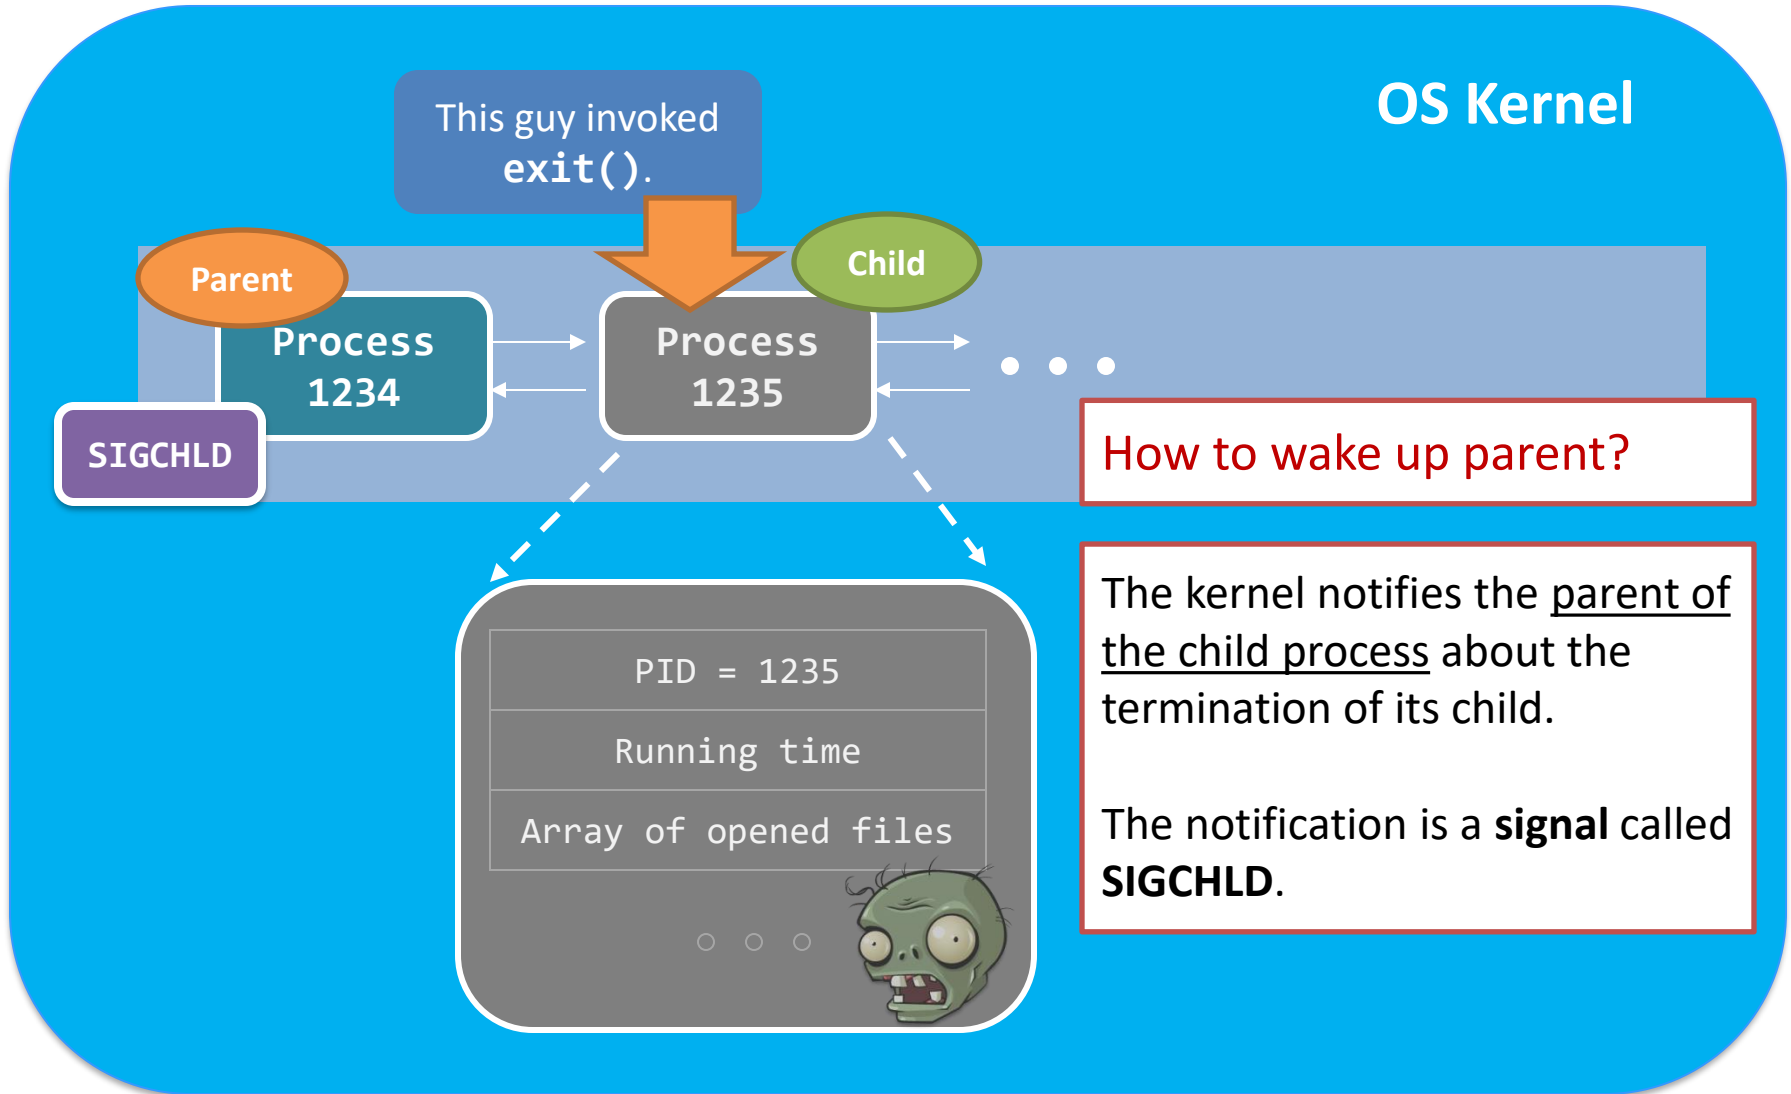 OS Kernel
This guy invoked
exit().
Parent
Child
Process
1234
Process
1235
SIGCHLD
How to wake up parent?
PID = 1235
Running time
Array of opened files
The kernel notifies the parent of
the child process about the
termination of its child.
The notification is a signal called
SIGCHLD.